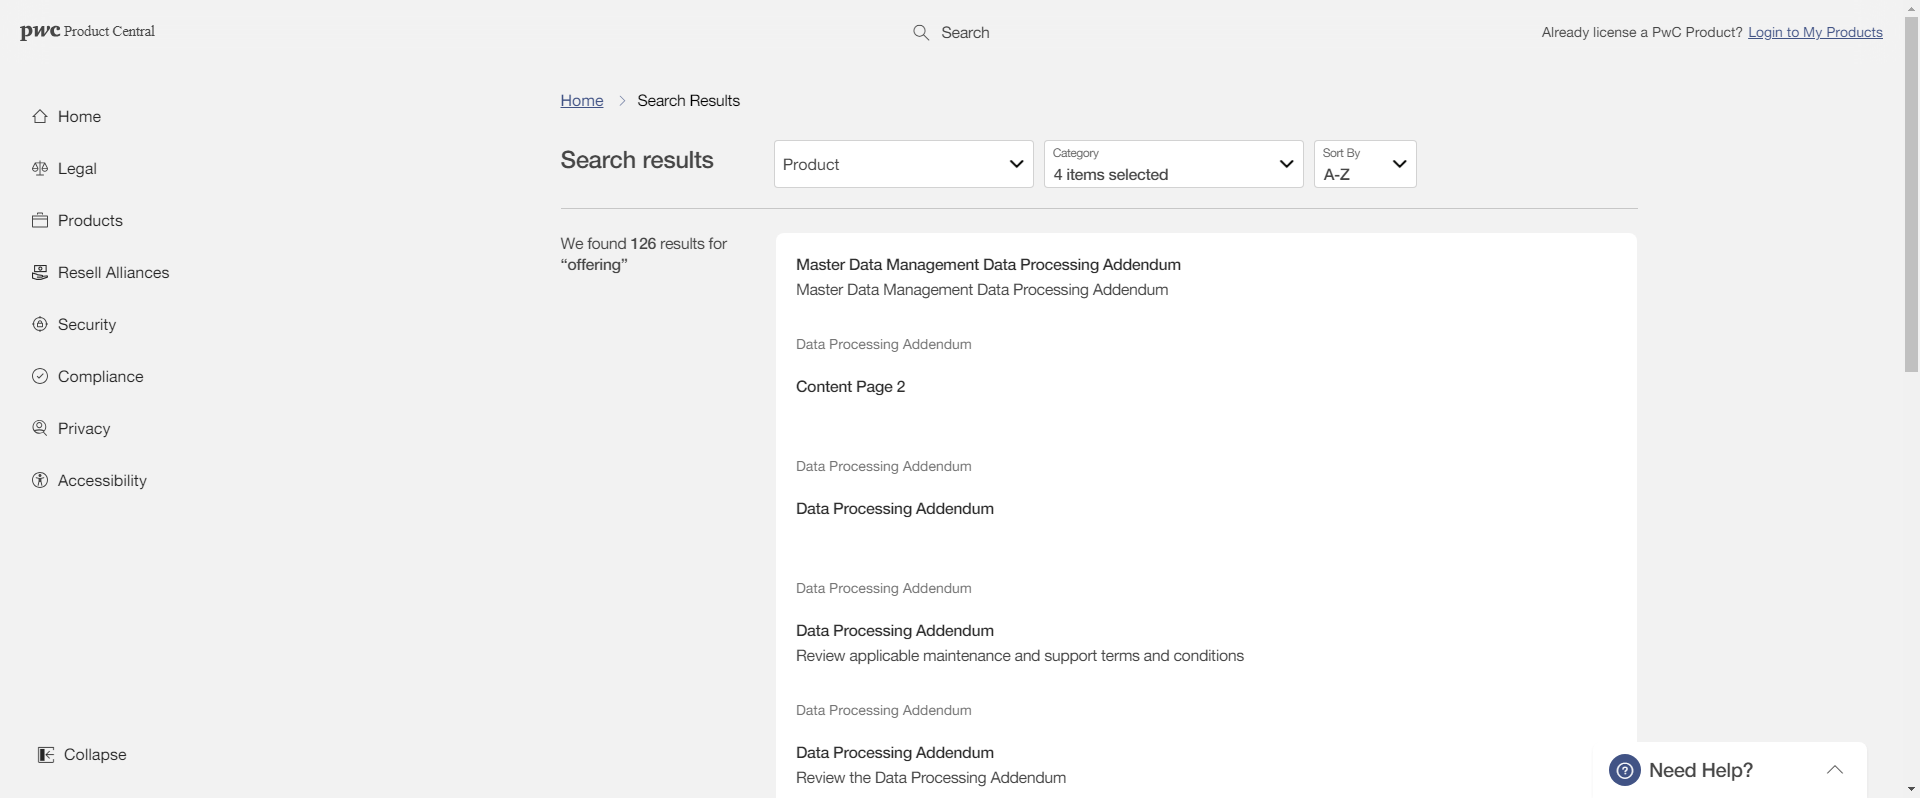 pwc Product Central
Search
Already license a PwC Product? Login to My Products
Home
Legal
Products
Resell Alliances
Security
Compliance
Privacy
Accessibility
Collapse
Home > Search Results
Search results
Product
Category
4 items selected
Sort By
A-Z
We found 126 results for
“offering”
Master Data Management Data Processing Addendum
Master Data Management Data Processing Addendum
Data Processing Addendum
Content Page 2
Data Processing Addendum
Data Processing Addendum
Data Processing Addendum
Data Processing Addendum
Review applicable maintenance and support terms and conditions
Data Processing Addendum
Data Processing Addendum
Review the Data Processing Addendum
Need Help?